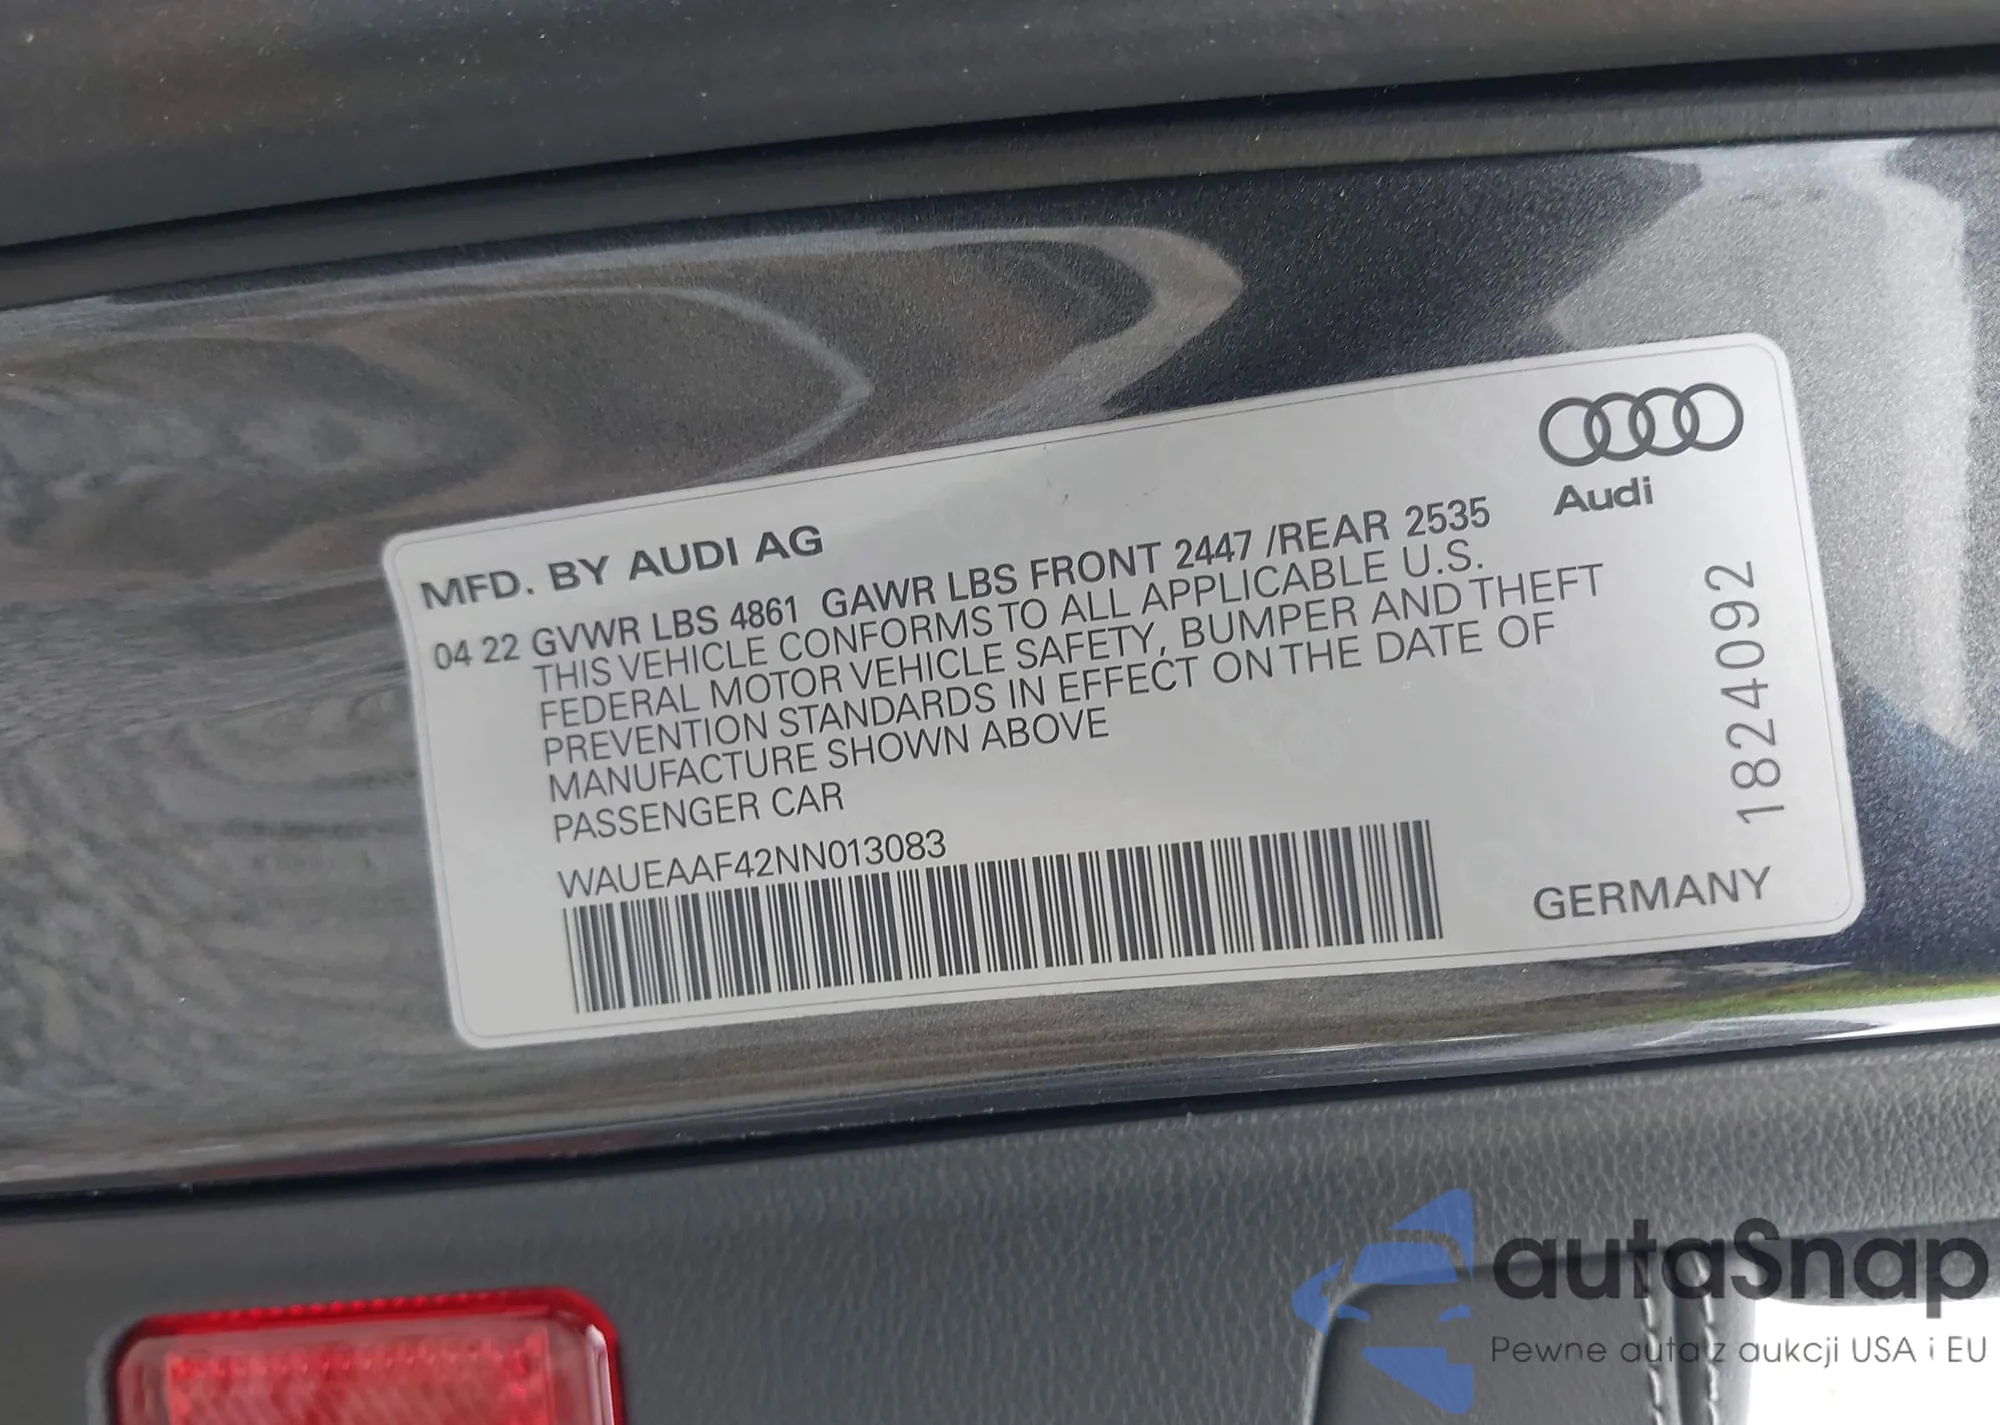 Audi
MFD. BY AUDI AG
04 22 GVWR LBS 4861 GAWR LBS FRONT 2447 /REAR 2535
THIS VEHICLE CONFORMS TO ALL APPLICABLE U.S.
FEDERAL MOTOR VEHICLE SAFETY, BUMPER AND THEFT
PREVENTION STANDARDS IN EFFECT ON THE DATE OF
MANUFACTURE SHOWN ABOVE
PASSENGER CAR
WAUEAAF42NN013083
GERMANY
1824092
autaSnap
Pewne auta z aukcji USA i EU